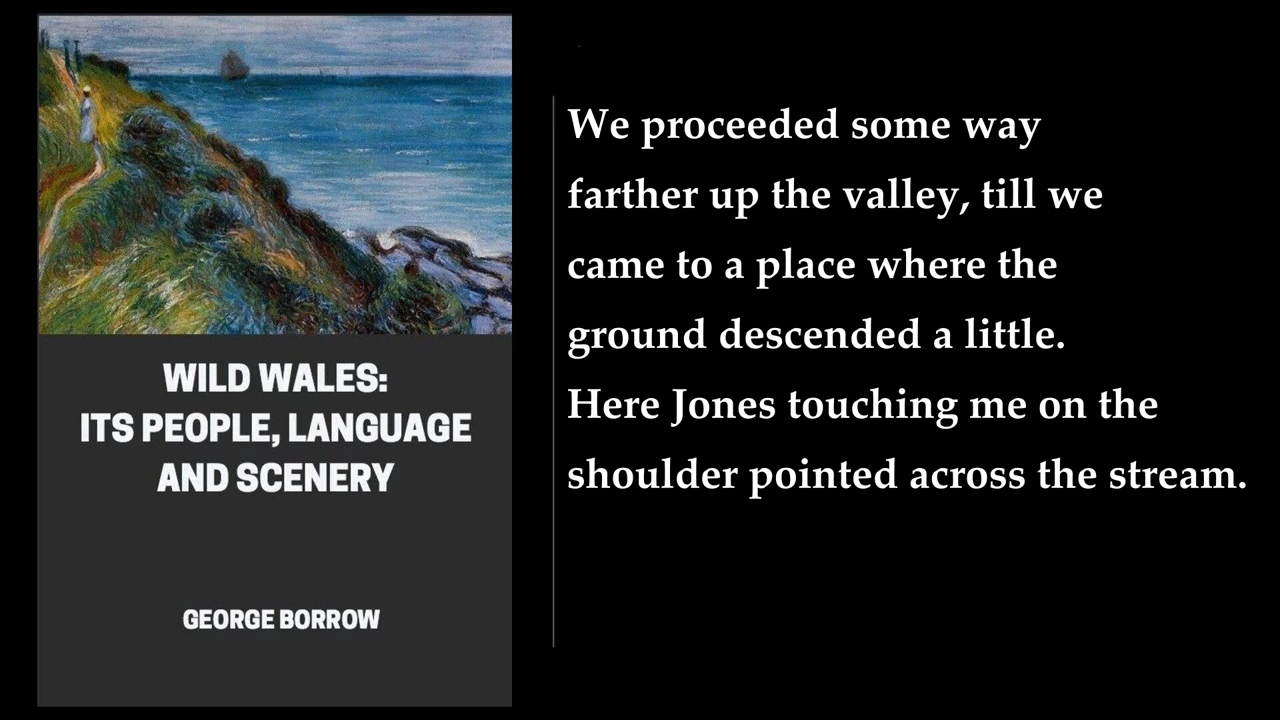 WILD WALES:
ITS PEOPLE, LANGUAGE
AND SCENERY
GEORGE BORROW
We proceeded some way
farther up the valley, till we
came to a place where the
ground descended a little.
Here Jones touching me on the
shoulder pointed across the stream.